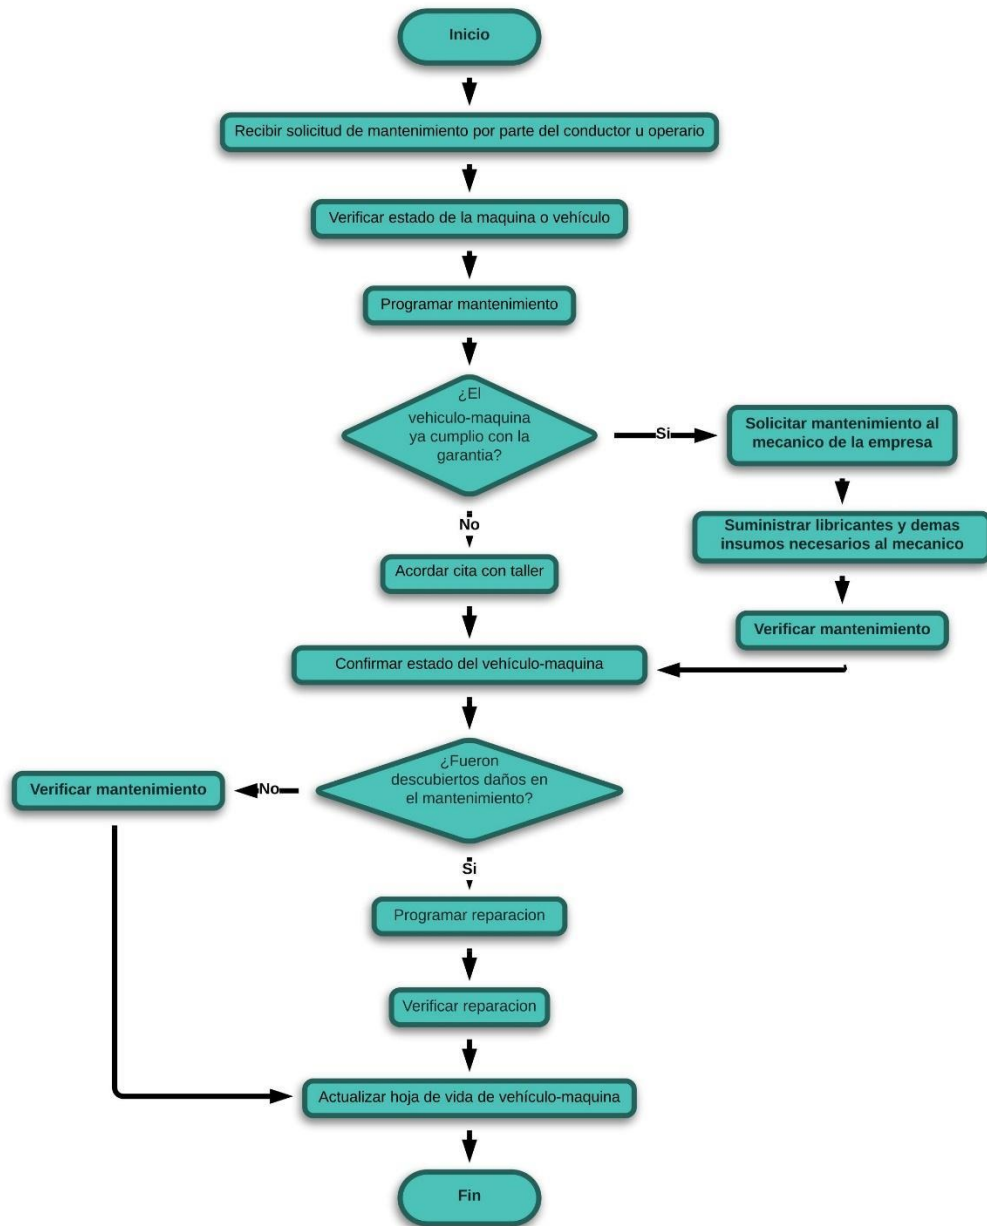 Inicio
Recibir solicitud de mantenimiento por parte del conductor u operario
Verificar estado de la maquina o vehículo
Programar mantenimiento
¿El
vehiculo-maquina
ya cumplio con la
garantia?
Si
Solicitar mantenimiento al
mecanico de la empresa
Suministrar libricantes y demas
insumos necesarios al mecanico
Verificar mantenimiento
No
Acordar cita con taller
Confirmar estado del vehículo-maquina
¿Fueron
descubiertos daños en
el mantenimiento?
No
Verificar mantenimiento
Si
Programar reparacion
Verificar reparacion
Actualizar hoja de vida de vehículo-maquina
Fin